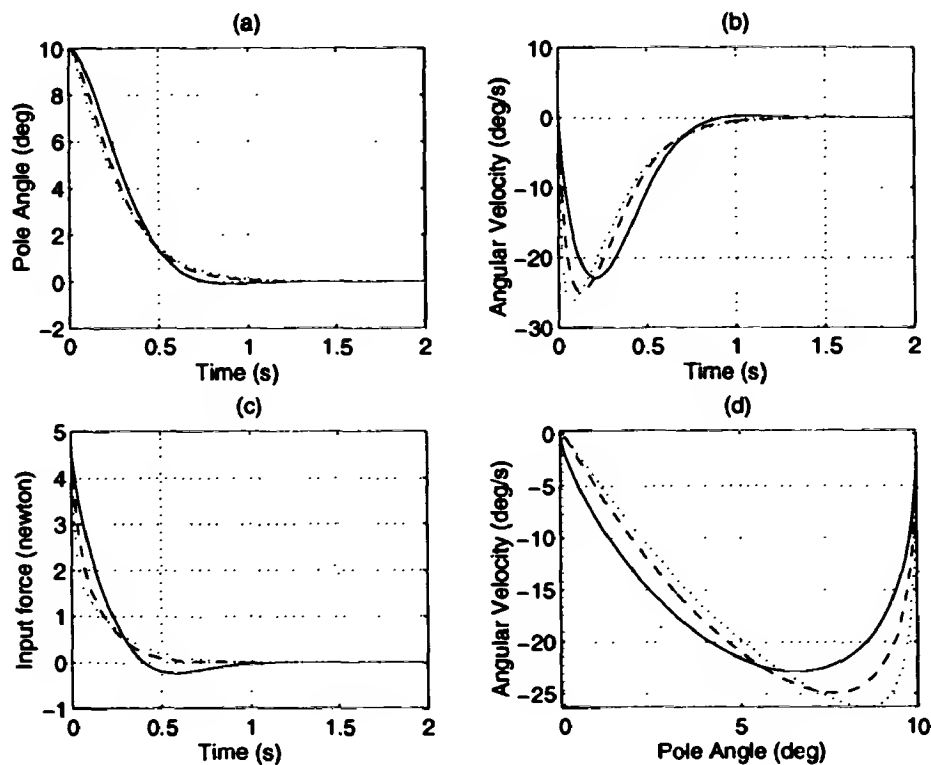 (a)
10
8
6
4
2
0
−2
Pole Angle (deg)
0 0.5 1 1.5 2
Time (s)
(b)
10
0
−10
−20
−30
Angular Velocity (deg/s)
0 0.5 1 1.5 2
Time (s)
(c)
5
4
3
2
1
0
−1
Input force (newton)
0 0.5 1 1.5 2
Time (s)
(d)
0
−5
−10
−15
−20
−25
Angular Velocity (deg/s)
0 5 10
Pole Angle (deg)